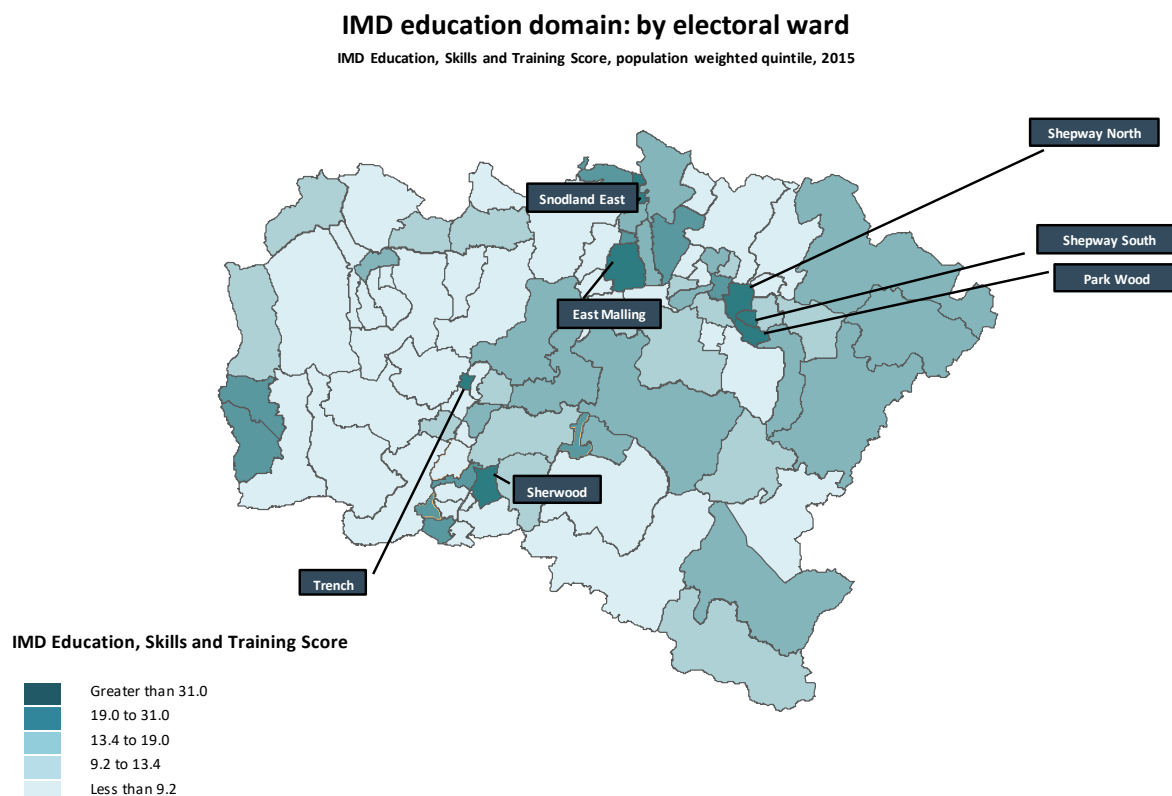 IMD education domain: by electoral ward
IMD Education, Skills and Training Score, population weighted quintile, 2015
Shepway North
Snodland East
Shepway South
Park Wood
East Malling
Sherwood
Trench
IMD Education, Skills and Training Score
Greater than 31.0
19.0 to 31.0
13.4 to 19.0
9.2 to 13.4
Less than 9.2